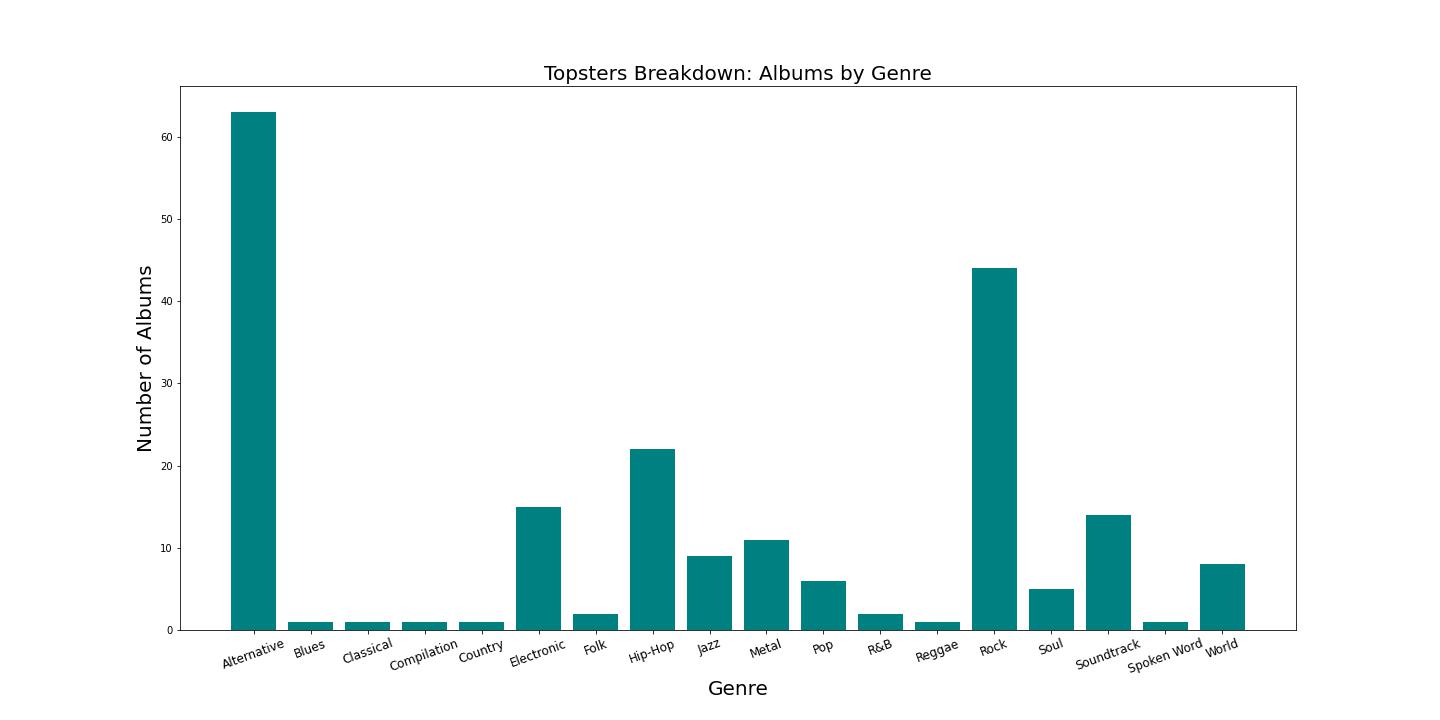 Topsters Breakdown: Albums by Genre
Number of Albums
60
50
40
30
20
10
0
Alternative Blues Classical Compilation Country Electronic Folk Hip-Hop Jazz Metal Pop R&B Reggae Rock Soul Soundtrack Spoken Word World
Genre